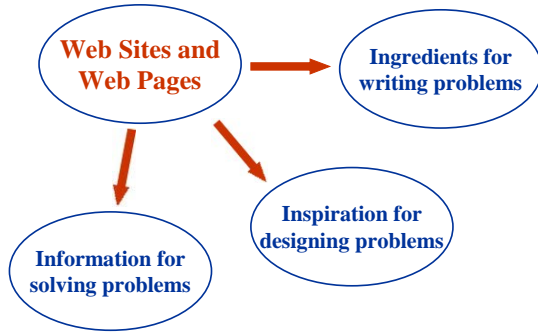 Web Sites and
Web Pages
Ingredients for
writing problems
Inspiration for
designing problems
Information for
solving problems